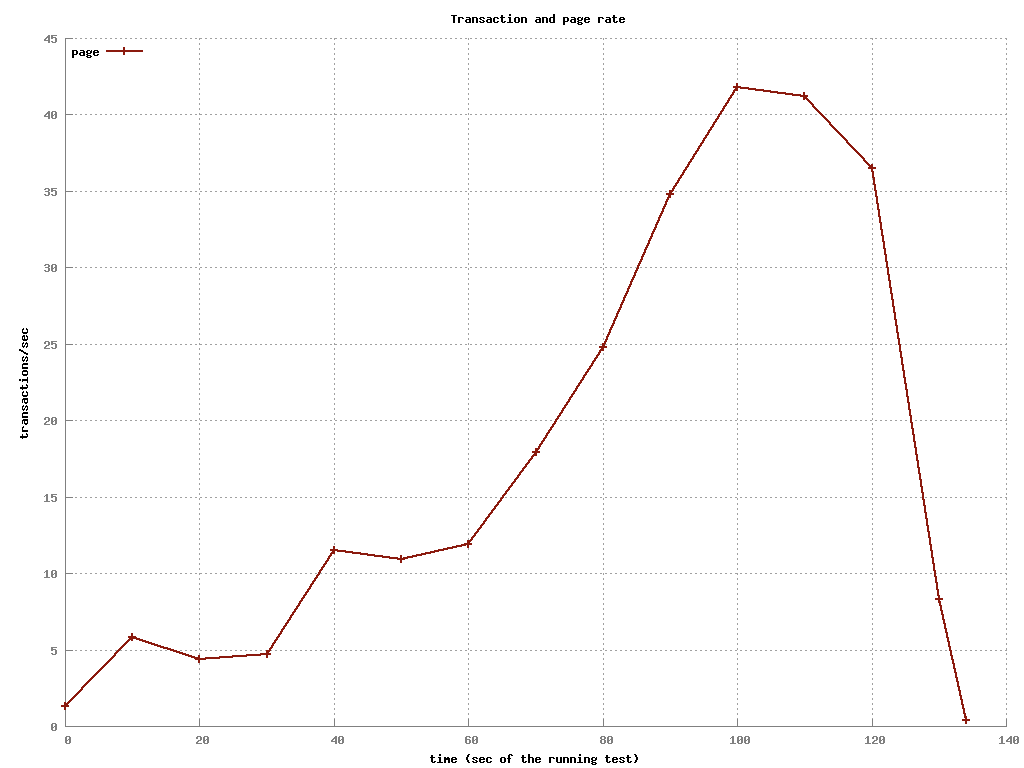 Transaction and page rate
45
page
40
35
30
25
transactions/sec
20
15
10
5
0
0 20 40 60 80 100 120 140
time (sec of the running test)